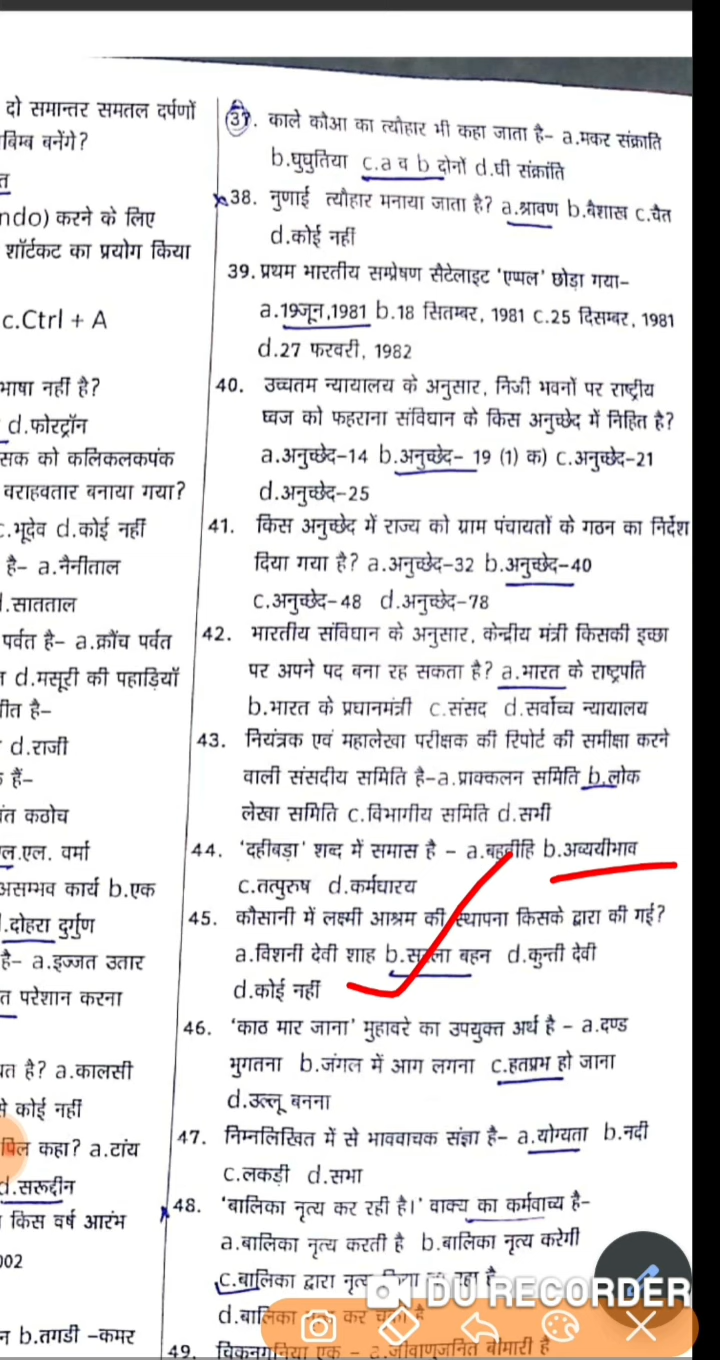 दो समान्तर समतल दर्पणों
बिम्ब बनेंगे?
त
ndo) करने के लिए
शॉर्टकट का प्रयोग किया
c.Ctrl + A
भाषा नहीं है?
d.फोरट्रॉन
सक को कलिकलकपंक
वराहवतार बनाया गया?
c.भूदेव d.कोई नहीं
है- a.नैनीताल
d.सातताल
पर्वत है- a.क्रौंच पर्वत
त d.मसूरी की पहाड़ियॉ
ीत है-
d.राजी
हैं-
ंत कठोच
ल.एल. वर्मा
असम्भव कार्य b.एक
d.दोहरा दुर्गुण
है- a.इज्जत उतार
त परेशान करना
यत है? a.कालसी
से कोई नहीं
पिल कहा? a.टांय
d.सरूद्दीन
किस वर्ष आरंभ
002
न b.तगडी –कमर
37. काले कौआ का त्यौहार भी कहा जाता है– a.मकर संक्राति
b.घुघुतिया c.a व b दोनों d.घी संक्रांति
38. नुणाई त्यौहार मनाया जाता है? a.श्रावण b.बैशाख c.चैत
d.कोई नहीं
39. प्रथम भारतीय सम्प्रेषण सैटेलाइट 'एप्पल' छोड़ा गया–
a.19जून,1981 b.18 सितम्बर, 1981 c.25 दिसम्बर, 1981
d.27 फरवरी, 1982
40. उच्चतम न्यायालय के अनुसार, निजी भवनों पर राष्ट्रीय
ध्वज को फहराना संविधान के किस अनुच्छेद में निहित है?
a.अनुच्छेद–14 b.अनुच्छेद– 19 (1) क) c.अनुच्छेद–21
d.अनुच्छेद–25
41. किस अनुच्छेद में राज्य को ग्राम पंचायतों के गठन का निर्देश
दिया गया है? a.अनुच्छेद–32 b.अनुच्छेद–40
c.अनुच्छेद–48 d.अनुच्छेद–78
42. भारतीय संविधान के अनुसार, केन्द्रीय मंत्री किसकी इच्छा
पर अपने पद बना रह सकता है? a.भारत के राष्ट्रपति
b.भारत के प्रधानमंत्री c.संसद d.सर्वोच्च न्यायालय
43. नियंत्रक एवं महालेखा परीक्षक की रिपोर्ट की समीक्षा करने
वाली संसदीय समिति है–a.प्राक्कलन समिति b.लोक
लेखा समिति c.विभागीय समिति d.सभी
44. 'दहीबड़ा' शब्द में समास है – a.बहुव्रीहि b.अव्ययीभाव
c.तत्पुरुष d.कर्मधारय
45. कौसानी में लक्ष्मी आश्रम की स्थापना किसके द्वारा की गई?
a.विशनी देवी शाह b.सरला बहन d.कुन्ती देवी
d.कोई नहीं
46. 'काठ मार जाना' मुहावरे का उपयुक्त अर्थ है – a.दण्ड
भुगतना b.जंगल में आग लगना c.हतप्रभ हो जाना
d.उल्लू बनना
47. निम्नलिखित में से भाववाचक संज्ञा है– a.योग्यता b.नदी
c.लकड़ी d.सभा
48. 'बालिका नृत्य कर रही है।' वाक्य का कर्मवाच्य है–
a.बालिका नृत्य करती है b.बालिका नृत्य करेगी
c.बालिका द्वारा नृत्य रहा है
DU RECORDER
d.बालिका कर चुकी है
49. चिकनगुनिया एक – a.जीवाणुजनित बीमारी है